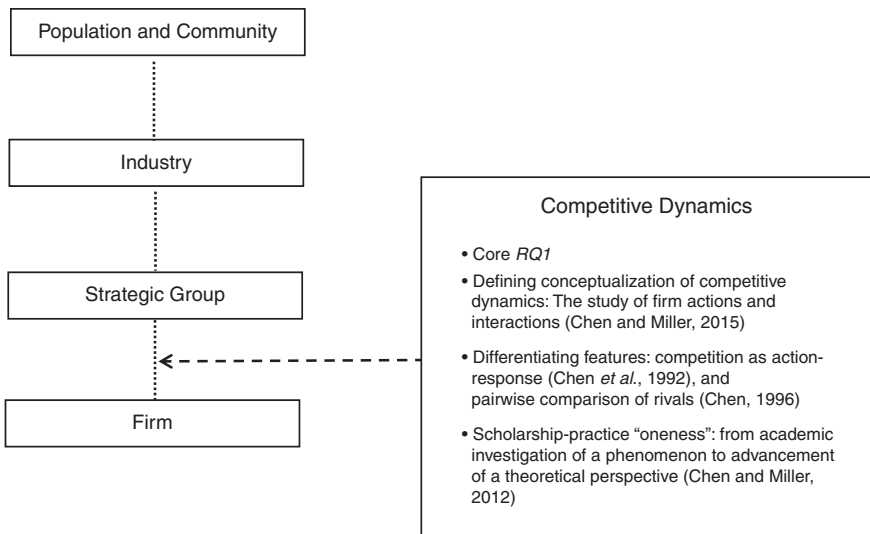 Population and Community
Industry
Strategic Group
Firm
Competitive Dynamics
• Core RQ1
• Defining conceptualization of competitive
dynamics: The study of firm actions and
interactions (Chen and Miller, 2015)
• Differentiating features: competition as action-
response (Chen et al., 1992), and
pairwise comparison of rivals (Chen, 1996)
• Scholarship-practice “oneness”: from academic
investigation of a phenomenon to advancement
of a theoretical perspective (Chen and Miller,
2012)